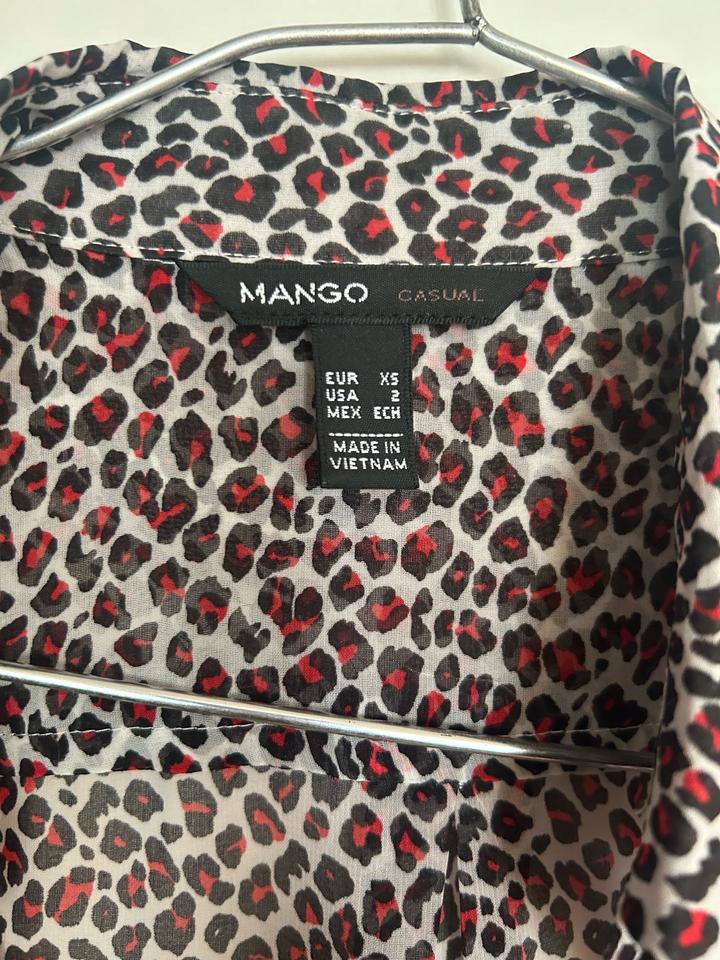 MANGO CASUAL
EUR XS
USA 2
MEX ECH
MADE IN
VIETNAM